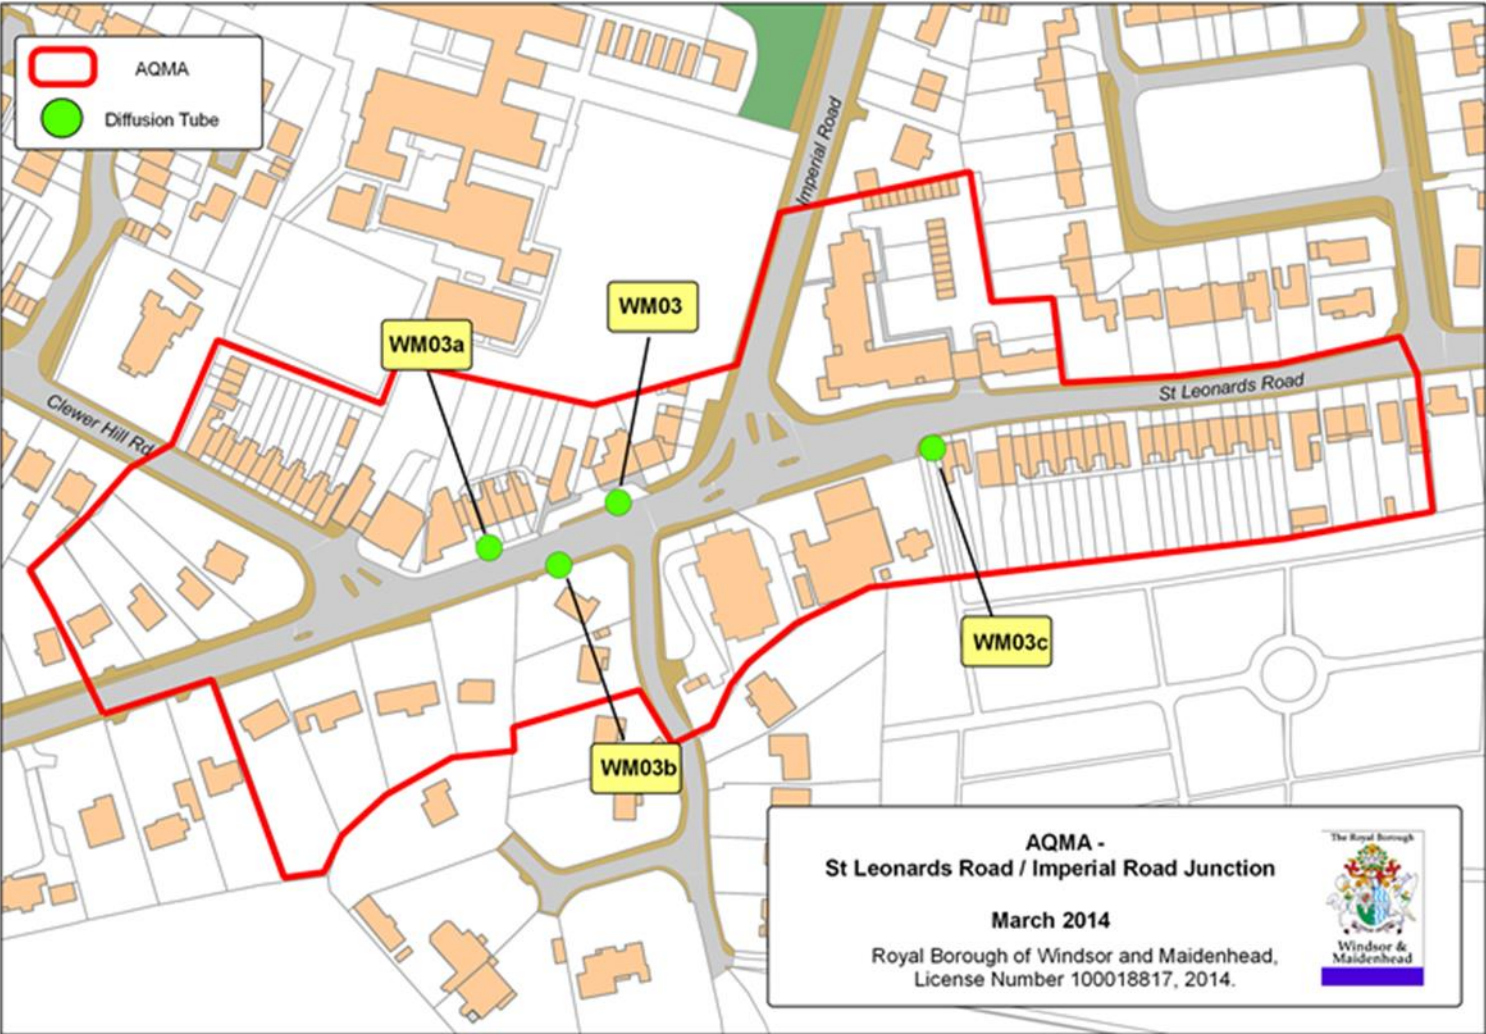 AQMA
Diffusion Tube
Imperial Road
WM03
WM03a
St Leonards Road
Clewer Hill Rd
WM03c
WM03b
AQMA -
St Leonards Road / Imperial Road Junction
March 2014
Royal Borough of Windsor and Maidenhead,
License Number 100018817, 2014.
The Royal Borough
Windsor &
Maidenhead